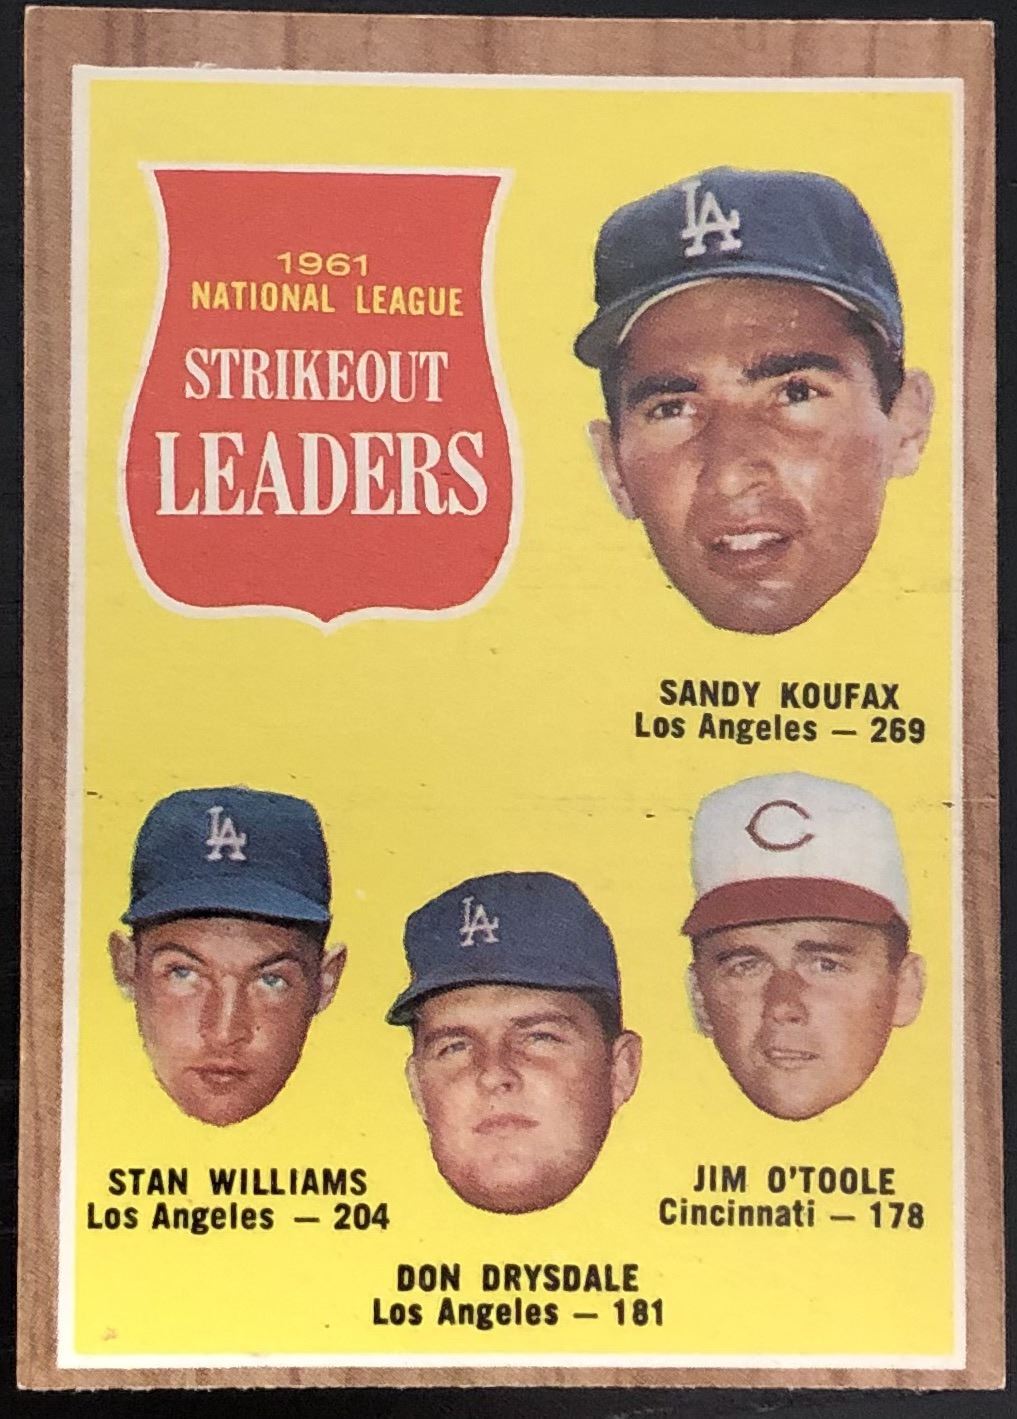 1961
NATIONAL LEAGUE
STRIKEOUT
LEADERS
LA
SANDY KOUFAX
Los Angeles — 269
LA
LA
C
STAN WILLIAMS
Los Angeles — 204
DON DRYSDALE
Los Angeles — 181
JIM O'TOOLE
Cincinnati — 178